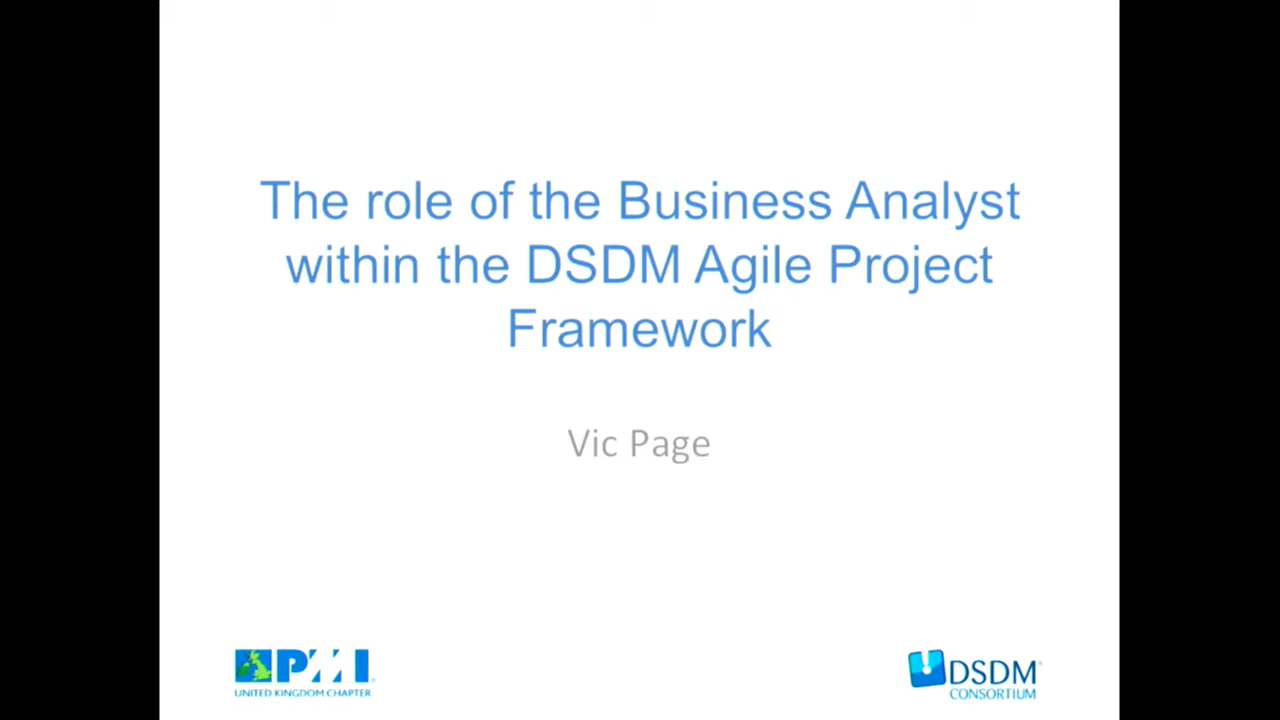 The role of the Business Analyst
within the DSDM Agile Project
Framework
Vic Page
PMI
UNITED KINGDOM CHAPTER
DSDM
CONSORTIUM